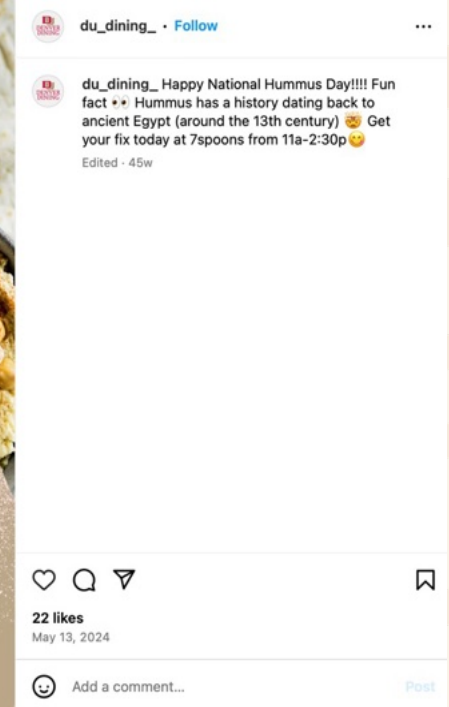 du_dining_ • Follow
du_dining_ Happy National Hummus Day!!!! Fun
fact 👀 Hummus has a history dating back to
ancient Egypt (around the 13th century) 🤯 Get
your fix today at 7spoons from 11a-2:30p😋
Edited · 45w
22 likes
May 13, 2024
Add a comment...
Post